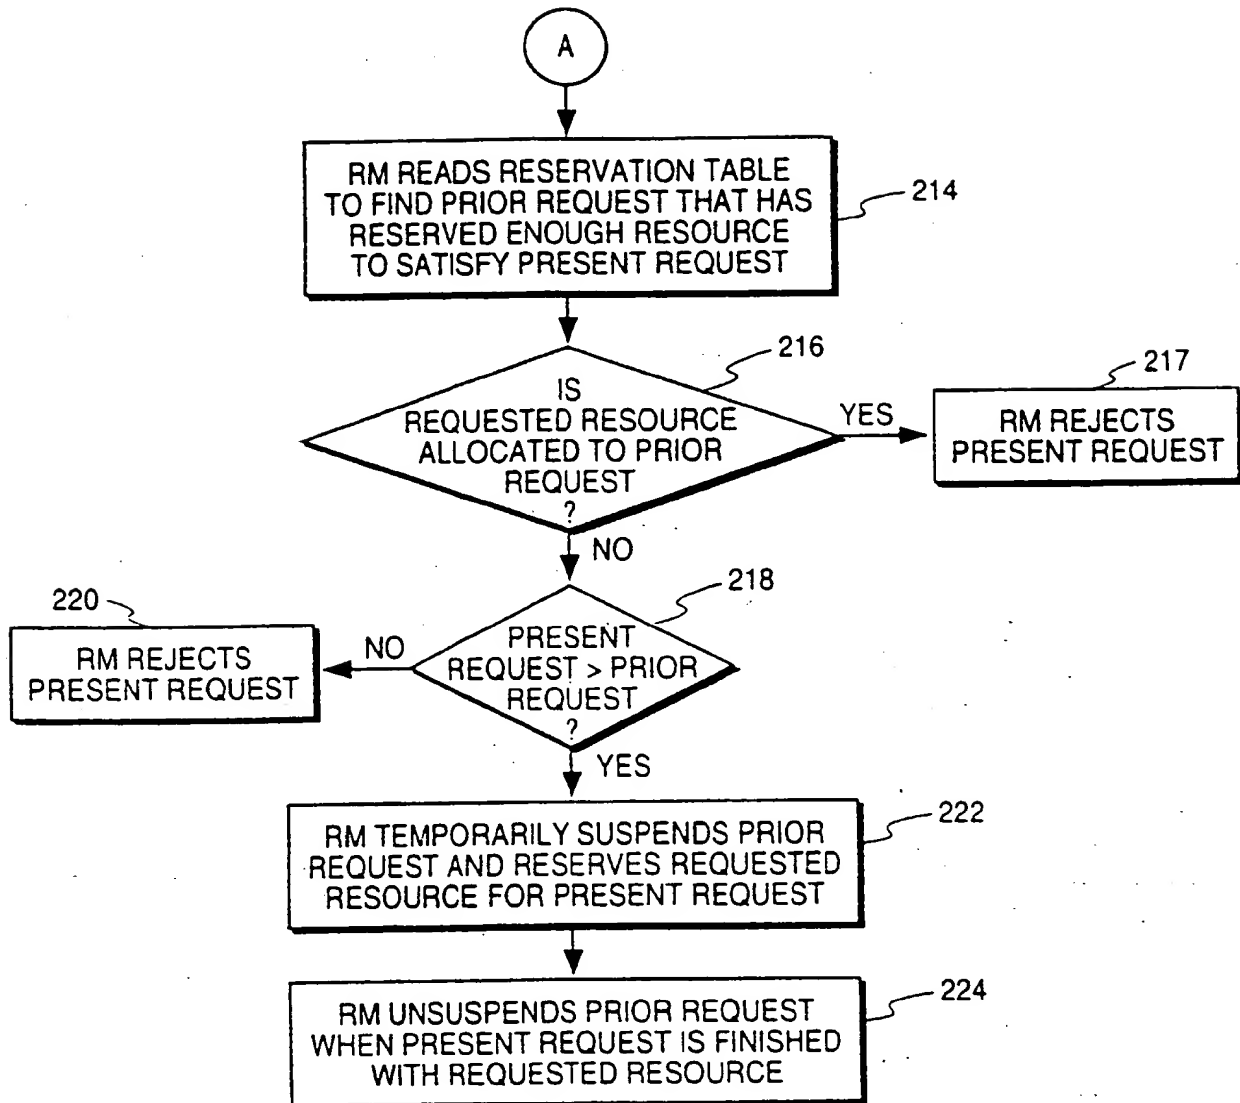 A
RM READS RESERVATION TABLE
TO FIND PRIOR REQUEST THAT HAS
RESERVED ENOUGH RESOURCE
TO SATISFY PRESENT REQUEST
214
216
IS
REQUESTED RESOURCE
ALLOCATED TO PRIOR
REQUEST
?
YES
217
RM REJECTS
PRESENT REQUEST
NO
218
PRESENT
REQUEST > PRIOR
REQUEST
?
NO
220
RM REJECTS
PRESENT REQUEST
YES
222
RM TEMPORARILY SUSPENDS PRIOR
REQUEST AND RESERVES REQUESTED
RESOURCE FOR PRESENT REQUEST
224
RM UNSUSPENDS PRIOR REQUEST
WHEN PRESENT REQUEST IS FINISHED
WITH REQUESTED RESOURCE